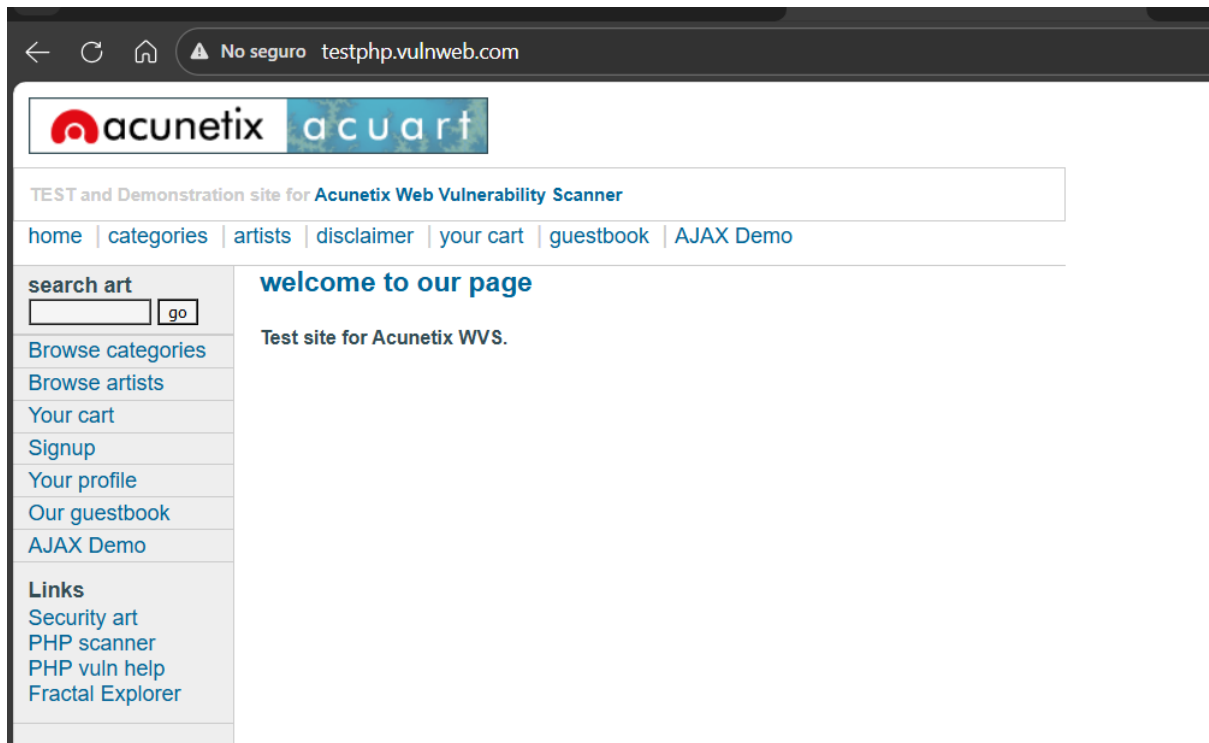 No seguro testphp.vulnweb.com
acunetix acuart
TEST and Demonstration site for Acunetix Web Vulnerability Scanner
home | categories | artists | disclaimer | your cart | guestbook | AJAX Demo
search art
go
Browse categories
Browse artists
Your cart
Signup
Your profile
Our guestbook
AJAX Demo
Links
Security art
PHP scanner
PHP vuln help
Fractal Explorer
welcome to our page
Test site for Acunetix WVS.